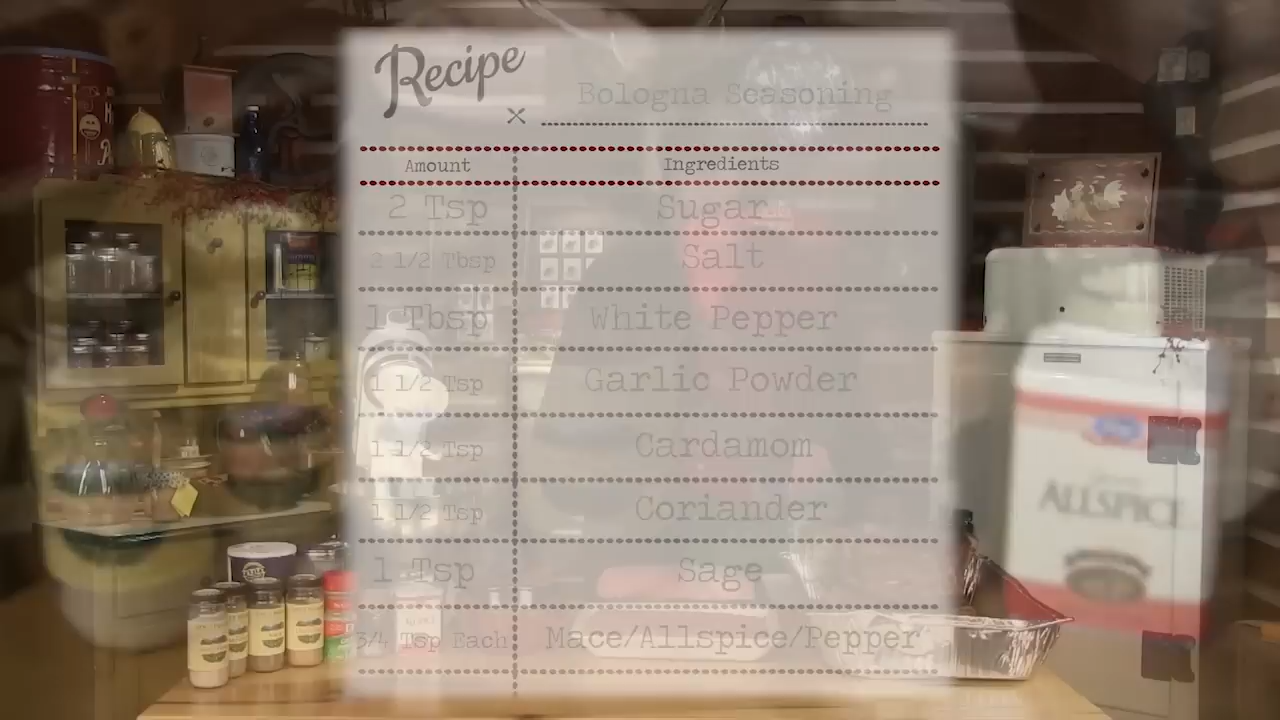 Recipe
x
Bologna Seasoning
Amount Ingredients
2 Tsp Sugar
2 1/2 Tbsp Salt
1 Tbsp White Pepper
1 1/2 Tsp Garlic Powder
1 1/2 Tsp Cardamom
1 1/2 Tsp Coriander
1 Tsp Sage
3/4 Tsp Each Mace/Allspice/Pepper
ALLSPICE